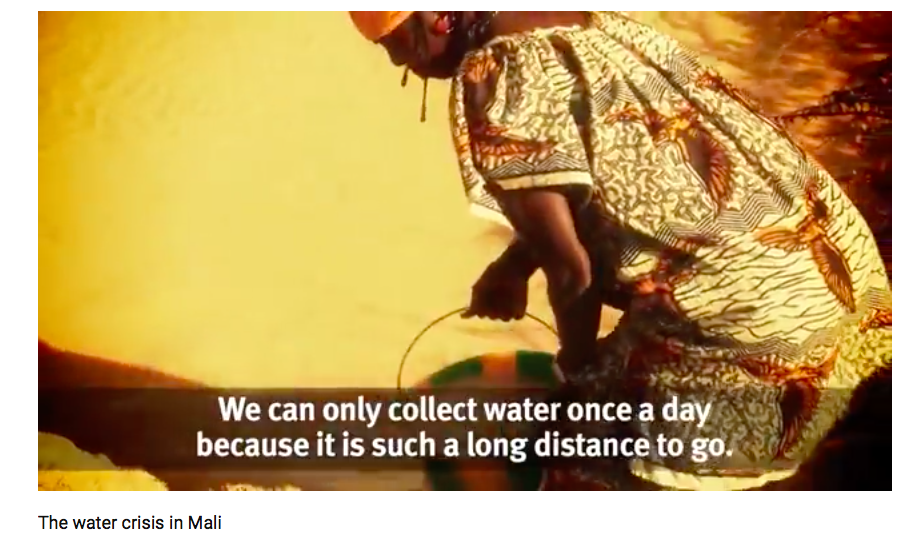 We can only collect water once a day
because it is such a long distance to go.
The water crisis in Mali